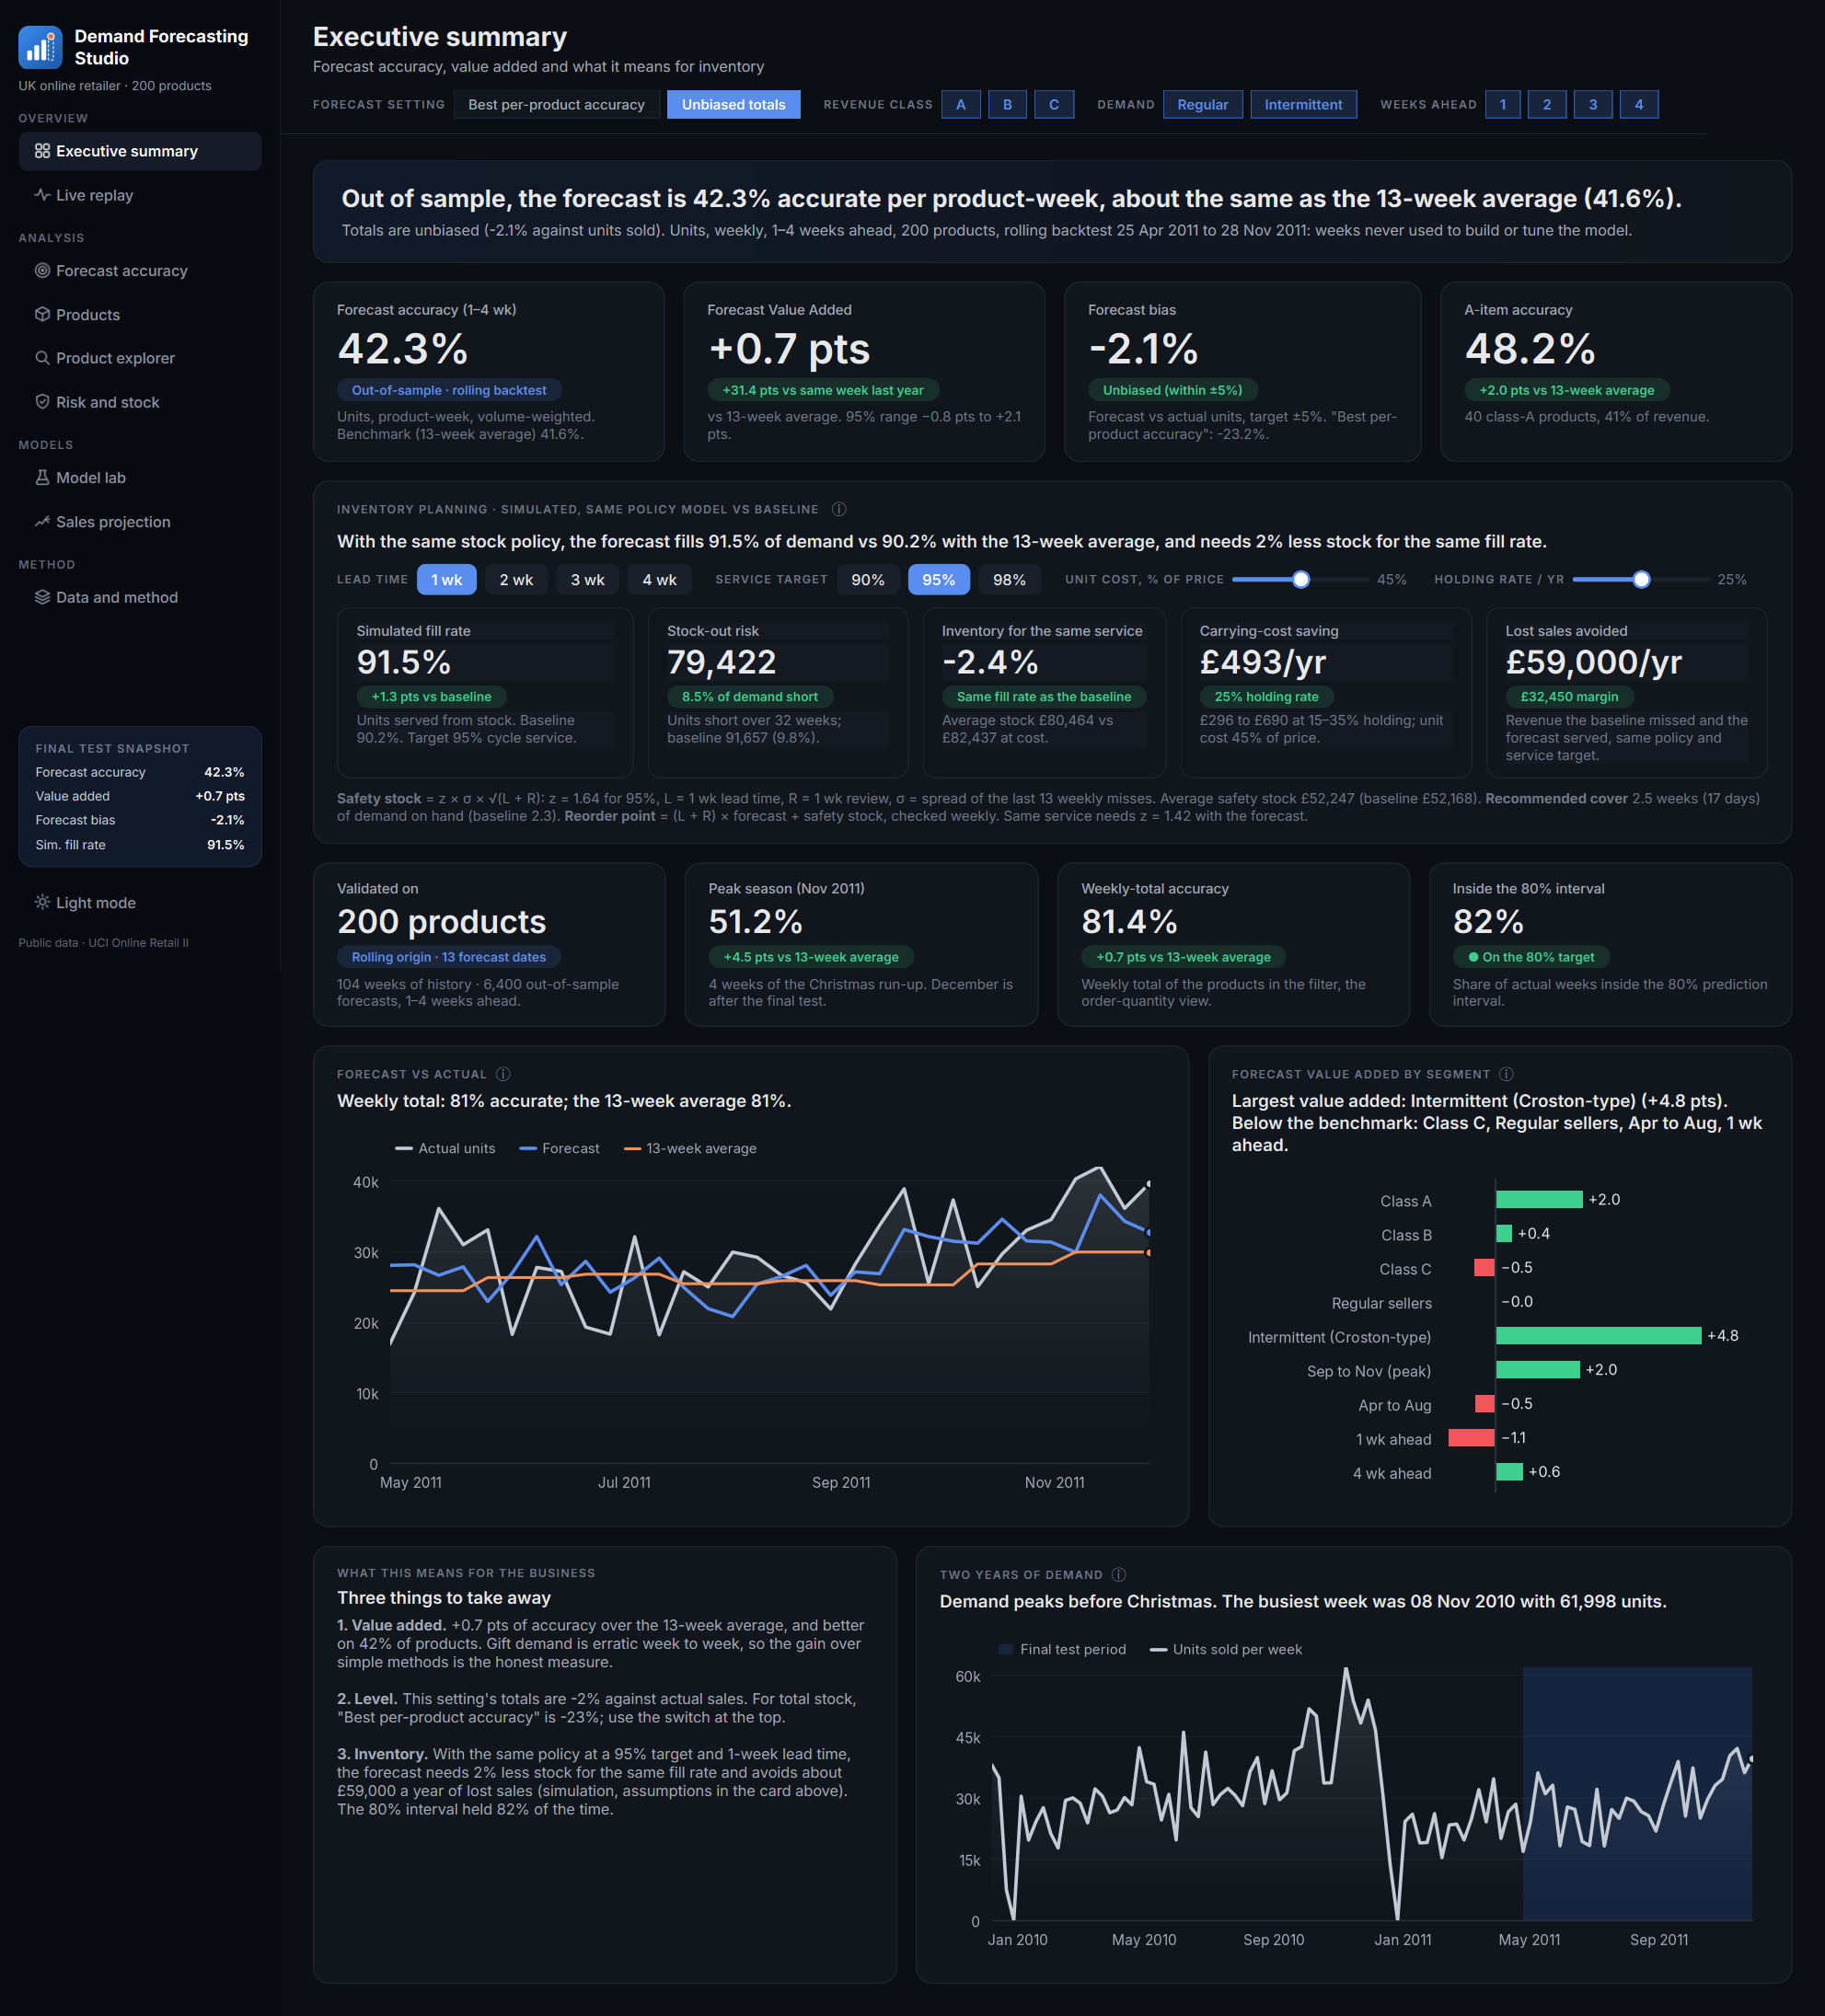 Demand Forecasting
Studio
UK online retailer · 200 products
OVERVIEW
Executive summary
Live replay
ANALYSIS
Forecast accuracy
Products
Product explorer
Risk and stock
MODELS
Model lab
Sales projection
METHOD
Data and method
FINAL TEST SNAPSHOT
Forecast accuracy 42.3%
Value added +0.7 pts
Forecast bias -2.1%
Sim. fill rate 91.5%
Light mode
Public data · UCI Online Retail II
Executive summary
Forecast accuracy, value added and what it means for inventory
FORECAST SETTING Best per-product accuracy Unbiased totals REVENUE CLASS A B C DEMAND Regular Intermittent WEEKS AHEAD 1 2 3 4
Out of sample, the forecast is 42.3% accurate per product-week, about the same as the 13-week average (41.6%).
Totals are unbiased (-2.1% against units sold). Units, weekly, 1–4 weeks ahead, 200 products, rolling backtest 25 Apr 2011 to 28 Nov 2011: weeks never used to build or tune the model.
Forecast accuracy (1–4 wk)
42.3%
Out-of-sample · rolling backtest
Units, product-week, volume-weighted.
Benchmark (13-week average) 41.6%.
Forecast Value Added
+0.7 pts
+31.4 pts vs same week last year
vs 13-week average. 95% range −0.8 pts to +2.1
pts.
Forecast bias
-2.1%
Unbiased (within ±5%)
Forecast vs actual units, target ±5%. "Best per-
product accuracy": -23.2%.
A-item accuracy
48.2%
+2.0 pts vs 13-week average
40 class-A products, 41% of revenue.
INVENTORY PLANNING · SIMULATED, SAME POLICY MODEL VS BASELINE ⓘ
With the same stock policy, the forecast fills 91.5% of demand vs 90.2% with the 13-week average, and needs 2% less stock for the same fill rate.
LEAD TIME 1 wk 2 wk 3 wk 4 wk SERVICE TARGET 90% 95% 98% UNIT COST, % OF PRICE 45% HOLDING RATE / YR 25%
Simulated fill rate
91.5%
+1.3 pts vs baseline
Units served from stock. Baseline
90.2%. Target 95% cycle service.
Stock-out risk
79,422
8.5% of demand short
Units short over 32 weeks;
baseline 91,657 (9.8%).
Inventory for the same service
-2.4%
Same fill rate as the baseline
Average stock £80,464 vs
£82,437 at cost.
Carrying-cost saving
£493/yr
25% holding rate
£296 to £690 at 15–35% holding; unit
cost 45% of price.
Lost sales avoided
£59,000/yr
£32,450 margin
Revenue the baseline missed and the
forecast served, same policy and
service target.
Safety stock = z × σ × √(L + R): z = 1.64 for 95%, L = 1 wk lead time, R = 1 wk review, σ = spread of the last 13 weekly misses. Average safety stock £52,247 (baseline £52,168). Recommended cover 2.5 weeks (17 days)
of demand on hand (baseline 2.3). Reorder point = (L + R) × forecast + safety stock, checked weekly. Same service needs z = 1.42 with the forecast.
Validated on
200 products
Rolling origin · 13 forecast dates
104 weeks of history · 6,400 out-of-sample
forecasts, 1–4 weeks ahead.
Peak season (Nov 2011)
51.2%
+4.5 pts vs 13-week average
4 weeks of the Christmas run-up. December is
after the final test.
Weekly-total accuracy
81.4%
+0.7 pts vs 13-week average
Weekly total of the products in the filter, the
order-quantity view.
Inside the 80% interval
82%
● On the 80% target
Share of actual weeks inside the 80% prediction
interval.
FORECAST VS ACTUAL ⓘ
Weekly total: 81% accurate; the 13-week average 81%.
Actual units Forecast 13-week average
40k
30k
20k
10k
0
May 2011 Jul 2011 Sep 2011 Nov 2011
FORECAST VALUE ADDED BY SEGMENT ⓘ
Largest value added: Intermittent (Croston-type) (+4.8 pts).
Below the benchmark: Class C, Regular sellers, Apr to Aug, 1 wk
ahead.
Class A +2.0
Class B +0.4
Class C −0.5
Regular sellers −0.0
Intermittent (Croston-type) +4.8
Sep to Nov (peak) +2.0
Apr to Aug −0.5
1 wk ahead −1.1
4 wk ahead +0.6
WHAT THIS MEANS FOR THE BUSINESS
Three things to take away
1. Value added. +0.7 pts of accuracy over the 13-week average, and better
on 42% of products. Gift demand is erratic week to week, so the gain over
simple methods is the honest measure.
2. Level. This setting's totals are -2% against actual sales. For total stock,
"Best per-product accuracy" is -23%; use the switch at the top.
3. Inventory. With the same policy at a 95% target and 1-week lead time,
the forecast needs 2% less stock for the same fill rate and avoids about
£59,000 a year of lost sales (simulation, assumptions in the card above).
The 80% interval held 82% of the time.
TWO YEARS OF DEMAND ⓘ
Demand peaks before Christmas. The busiest week was 08 Nov 2010 with 61,998 units.
Final test period Units sold per week
60k
45k
30k
15k
0
Jan 2010 May 2010 Sep 2010 Jan 2011 May 2011 Sep 2011